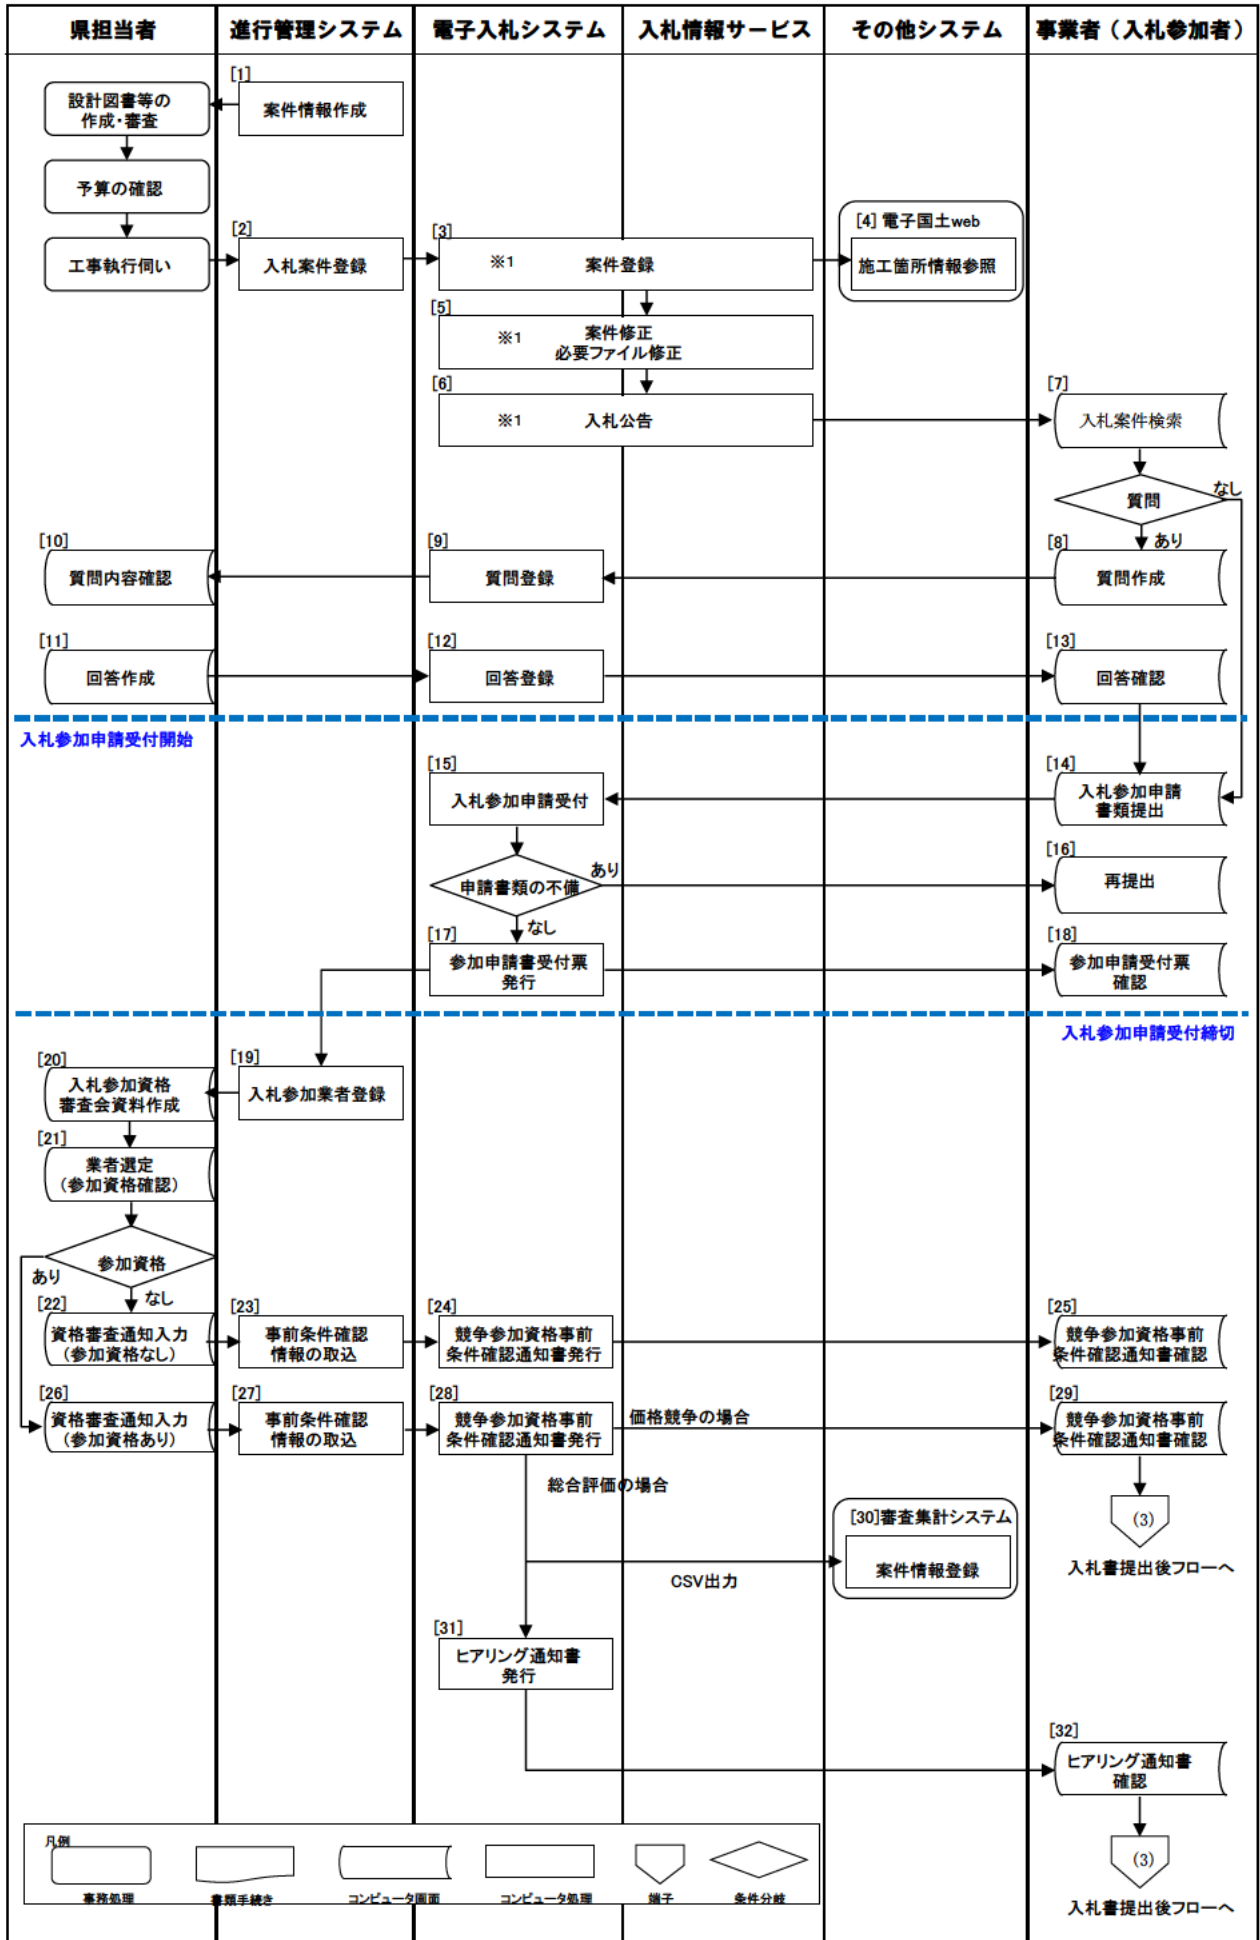 県担当者
進行管理システム
電子入札システム
入札情報サービス
その他システム
事業者（入札参加者）
[1]
設計図書等の
作成・審査
案件情報作成
予算の確認
工事執行伺い
[2]
入札案件登録
[3]
※1 案件登録
[4] 電子国土web
施工箇所情報参照
[5]
※1 案件修正
必要ファイル修正
[6]
※1 入札公告
[7]
入札案件検索
質問
なし
あり
[8]
質問作成
[9]
質問登録
[10]
質問内容確認
[11]
回答作成
[12]
回答登録
[13]
回答確認
入札参加申請受付開始
[14]
入札参加申請
書類提出
[15]
入札参加申請受付
申請書類の不備
あり
なし
[16]
再提出
[17]
参加申請書受付票
発行
[18]
参加申請受付票
確認
入札参加申請受付締切
[19]
入札参加業者登録
[20]
入札参加資格
審査会資料作成
[21]
業者選定
（参加資格確認）
参加資格
あり
なし
[22]
資格審査通知入力
（参加資格なし）
[23]
事前条件確認
情報の取込
[24]
競争参加資格事前
条件確認通知書発行
[25]
競争参加資格事前
条件確認通知書確認
[26]
資格審査通知入力
（参加資格あり）
[27]
事前条件確認
情報の取込
[28]
競争参加資格事前
条件確認通知書発行
価格競争の場合
[29]
競争参加資格事前
条件確認通知書確認
総合評価の場合
(3)
入札書提出後フローへ
[30]審査集計システム
案件情報登録
CSV出力
[31]
ヒアリング通知書
発行
[32]
ヒアリング通知書
確認
(3)
入札書提出後フローへ
凡例
事務処理
書類手続き
コンピュータ画面
コンピュータ処理
端子
条件分岐